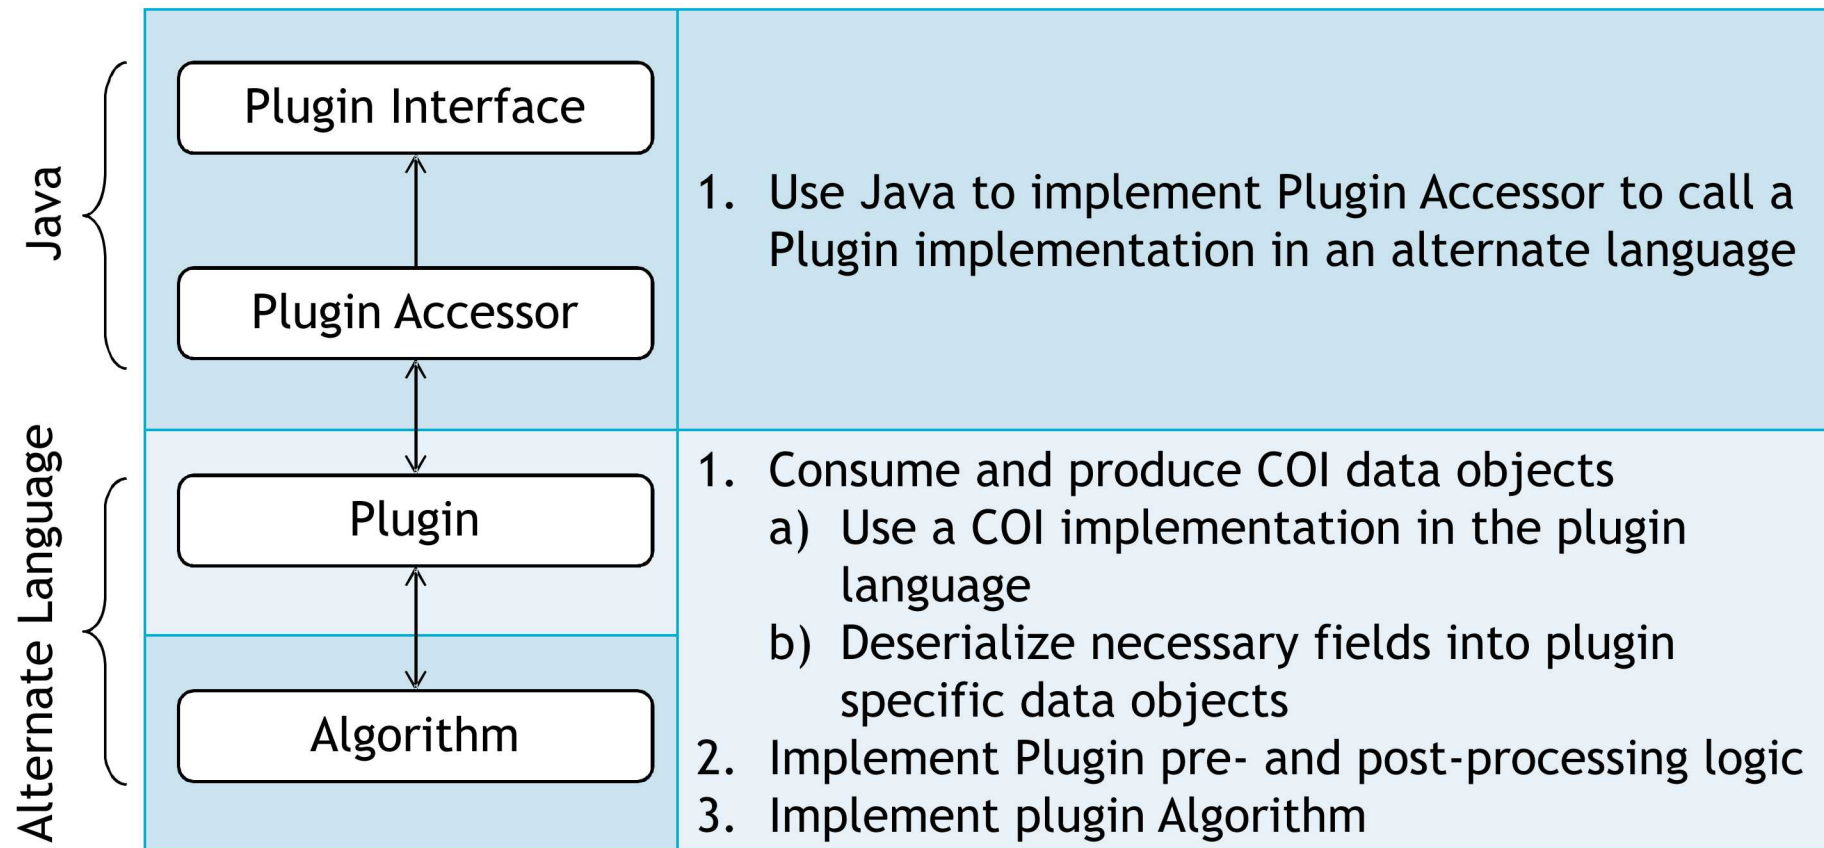 Java
Plugin Interface
Plugin Accessor
1. Use Java to implement Plugin Accessor to call a
Plugin implementation in an alternate language
Alternate Language
Plugin
Algorithm
1. Consume and produce COI data objects
a) Use a COI implementation in the plugin
language
b) Deserialize necessary fields into plugin
specific data objects
2. Implement Plugin pre- and post-processing logic
3. Implement plugin Algorithm